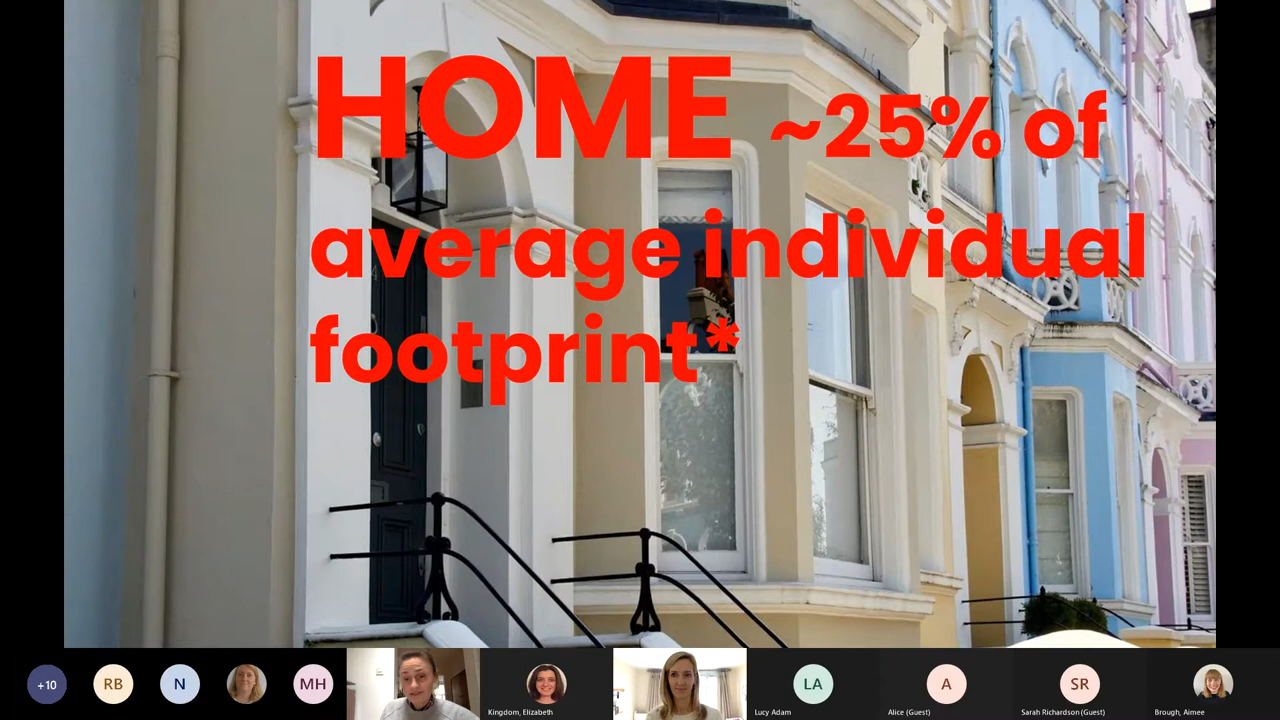 HOME ~25% of
average individual
footprint*
+10
RB
N
MH
Kingdom, Elizabeth
LA
Lucy Adam
A
Alice (Guest)
SR
Sarah Richardson (Guest)
Brough, Aimee